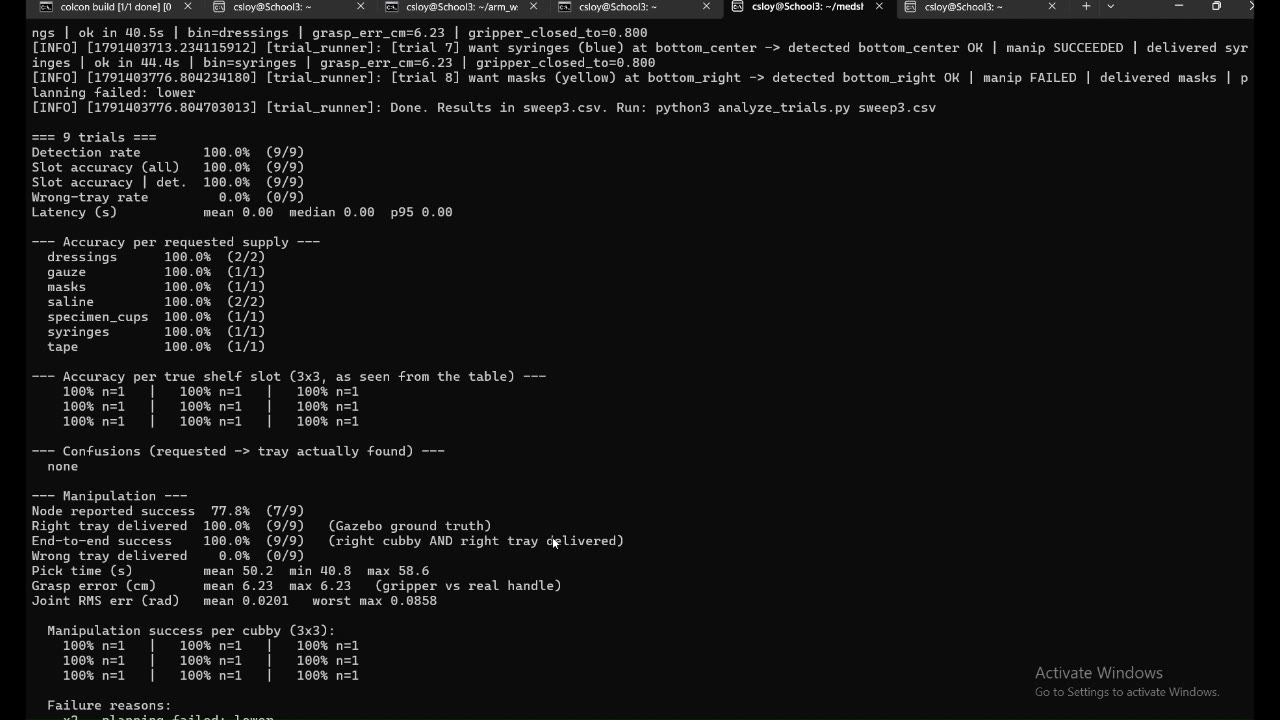 colcon build [1/1 done] [0
csloy@School3: ~
csloy@School3: ~/arm_ws
csloy@School3: ~
csloy@School3: ~/medsh
csloy@School3: ~
ngs | ok in 40.5s | bin=dressings | grasp_err_cm=6.23 | gripper_closed_to=0.800
[INFO] [1791403713.234115912] [trial_runner]: [trial 7] want syringes (blue) at bottom_center -> detected bottom_center OK | manip SUCCEEDED | delivered syr
inges | ok in 44.4s | bin=syringes | grasp_err_cm=6.23 | gripper_closed_to=0.800
[INFO] [1791403776.804234180] [trial_runner]: [trial 8] want masks (yellow) at bottom_right -> detected bottom_right OK | manip FAILED | delivered masks | p
lanning failed: lower
[INFO] [1791403776.804703013] [trial_runner]: Done. Results in sweep3.csv. Run: python3 analyze_trials.py sweep3.csv
=== 9 trials ===
Detection rate 100.0% (9/9)
Slot accuracy (all) 100.0% (9/9)
Slot accuracy | det. 100.0% (9/9)
Wrong-tray rate 0.0% (0/9)
Latency (s) mean 0.00 median 0.00 p95 0.00
--- Accuracy per requested supply ---
dressings 100.0% (2/2)
gauze 100.0% (1/1)
masks 100.0% (1/1)
saline 100.0% (2/2)
specimen_cups 100.0% (1/1)
syringes 100.0% (1/1)
tape 100.0% (1/1)
--- Accuracy per true shelf slot (3x3, as seen from the table) ---
100% n=1 | 100% n=1 | 100% n=1
100% n=1 | 100% n=1 | 100% n=1
100% n=1 | 100% n=1 | 100% n=1
--- Confusions (requested -> tray actually found) ---
none
--- Manipulation ---
Node reported success 77.8% (7/9)
Right tray delivered 100.0% (9/9) (Gazebo ground truth)
End-to-end success 100.0% (9/9) (right cubby AND right tray delivered)
Wrong tray delivered 0.0% (0/9)
Pick time (s) mean 50.2 min 40.8 max 58.6
Grasp error (cm) mean 6.23 max 6.23 (gripper vs real handle)
Joint RMS err (rad) mean 0.0201 worst max 0.0858
Manipulation success per cubby (3x3):
100% n=1 | 100% n=1 | 100% n=1
100% n=1 | 100% n=1 | 100% n=1
100% n=1 | 100% n=1 | 100% n=1
Failure reasons:
x2 planning failed: lower
Activate Windows
Go to Settings to activate Windows.